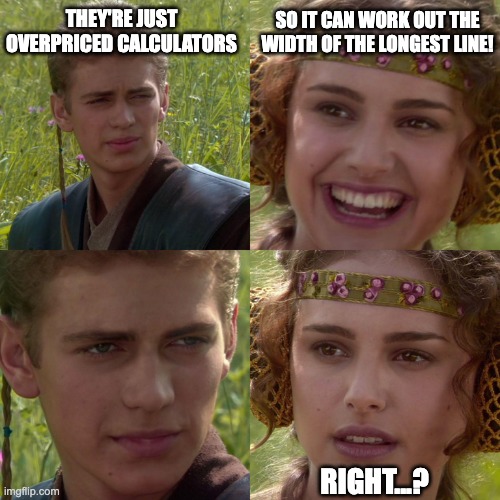 THEY'RE JUST
OVERPRICED CALCULATORS
SO IT CAN WORK OUT THE
WIDTH OF THE LONGEST LINE!
RIGHT...?
imgflip.com